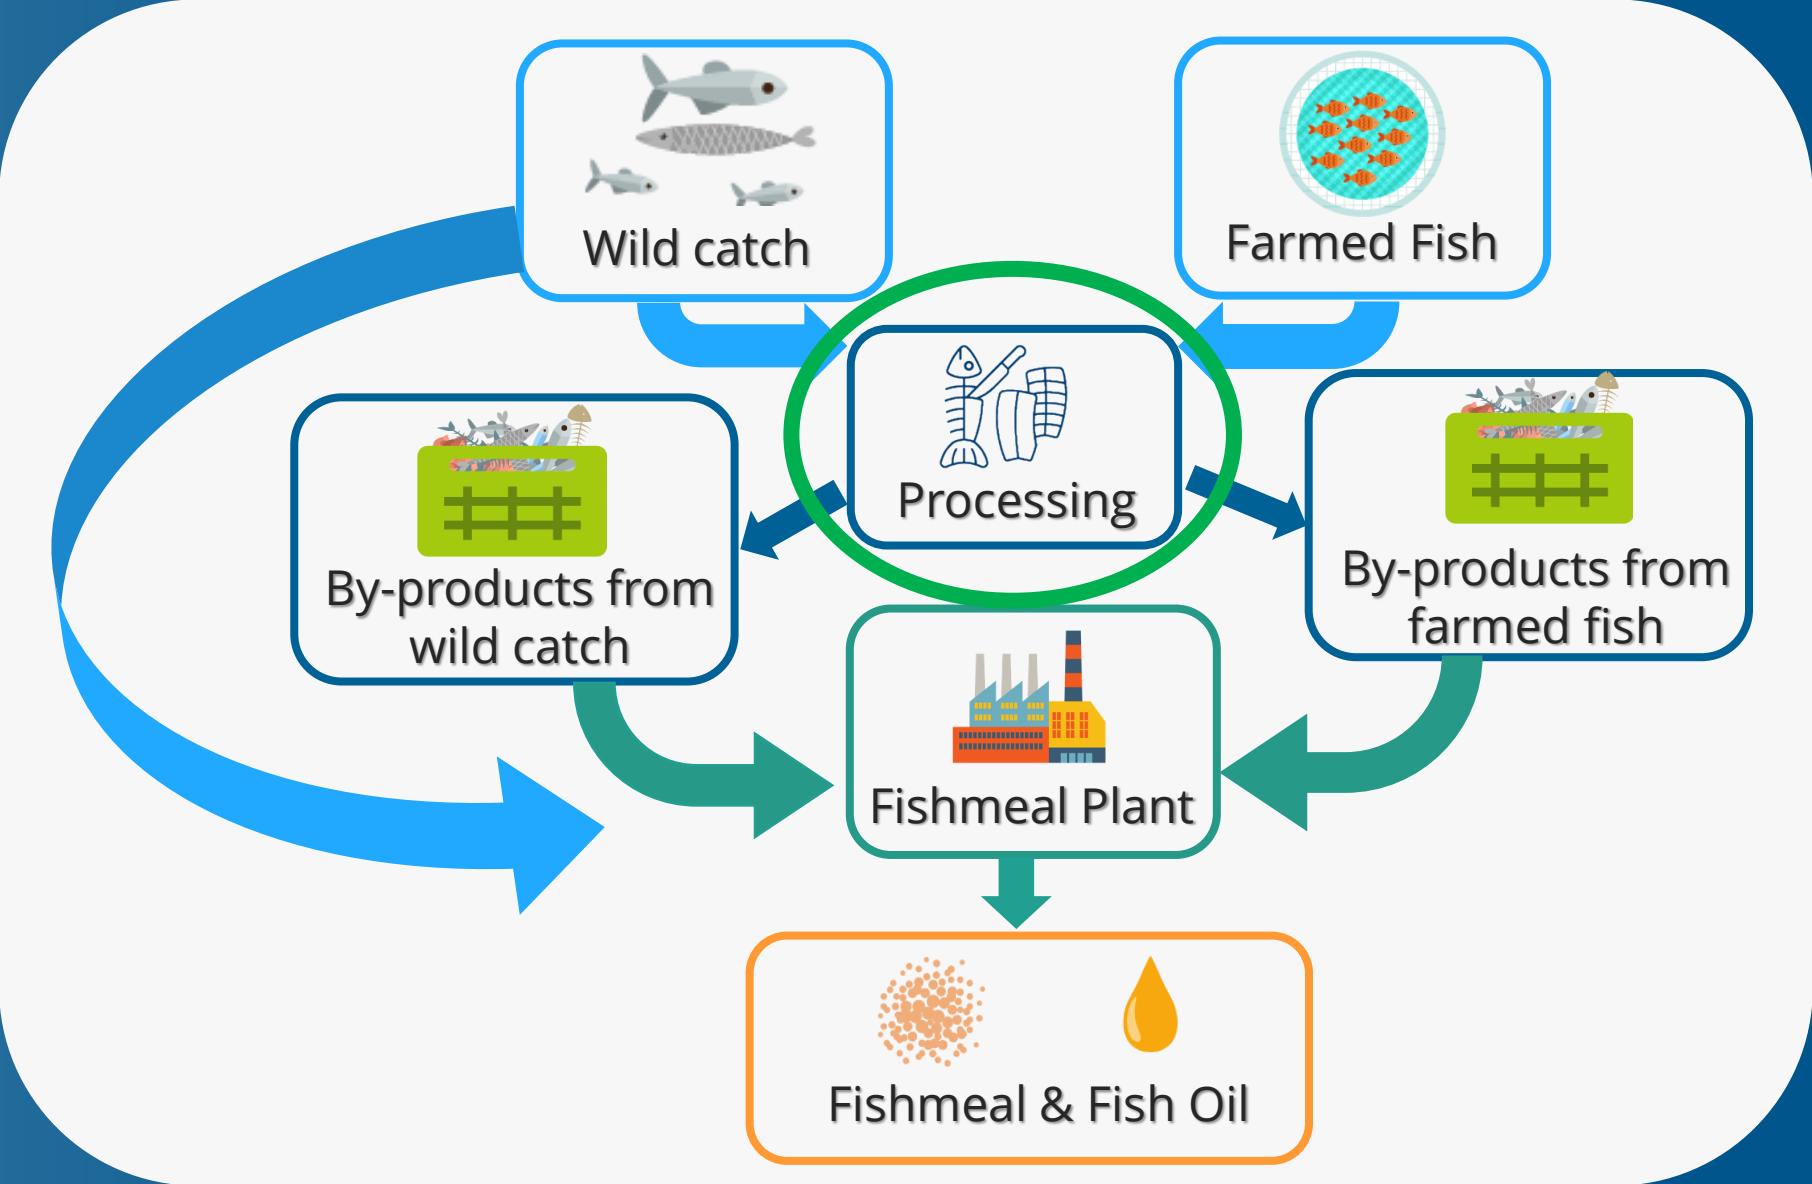 Wild catch
Farmed Fish
Processing
By-products from
wild catch
By-products from
farmed fish
Fishmeal Plant
Fishmeal & Fish Oil